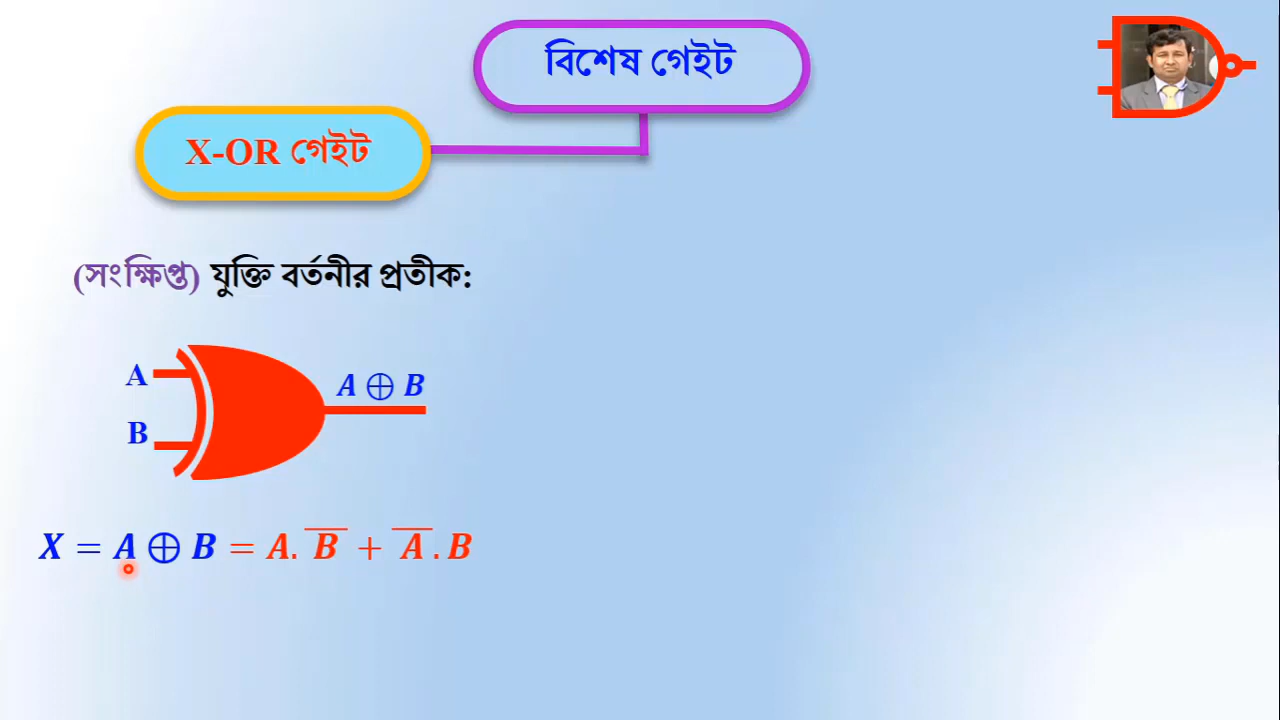 বিশেষ গেইট
X-OR গেইট
(সংক্ষিপ্ত) যুক্তি বর্তনীর প্রতীক:
A
A ⊕ B
B
X = A ⊕ B = A. B̅ + A̅ . B